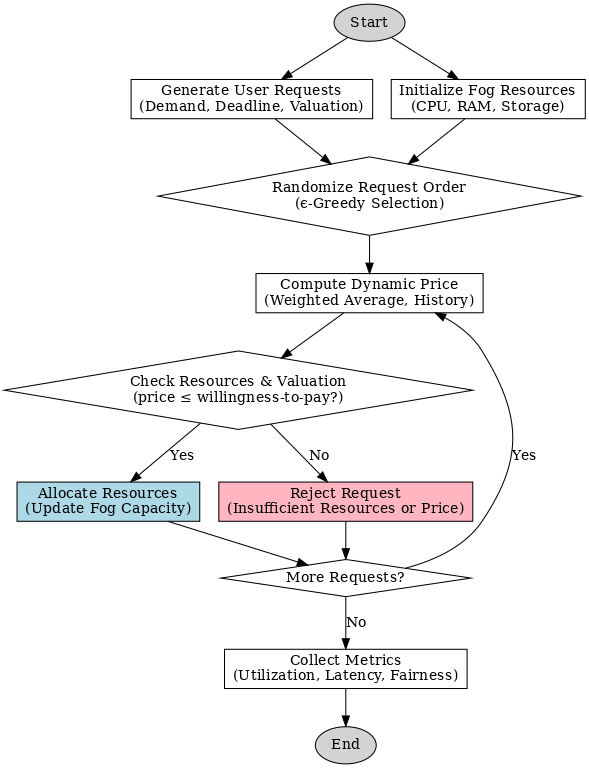 Start
Generate User Requests
(Demand, Deadline, Valuation)
Initialize Fog Resources
(CPU, RAM, Storage)
Randomize Request Order
(ϵ-Greedy Selection)
Compute Dynamic Price
(Weighted Average, History)
Check Resources & Valuation
(price ≤ willingness-to-pay?)
Yes
No
Yes
Allocate Resources
(Update Fog Capacity)
Reject Request
(Insufficient Resources or Price)
More Requests?
No
Collect Metrics
(Utilization, Latency, Fairness)
End